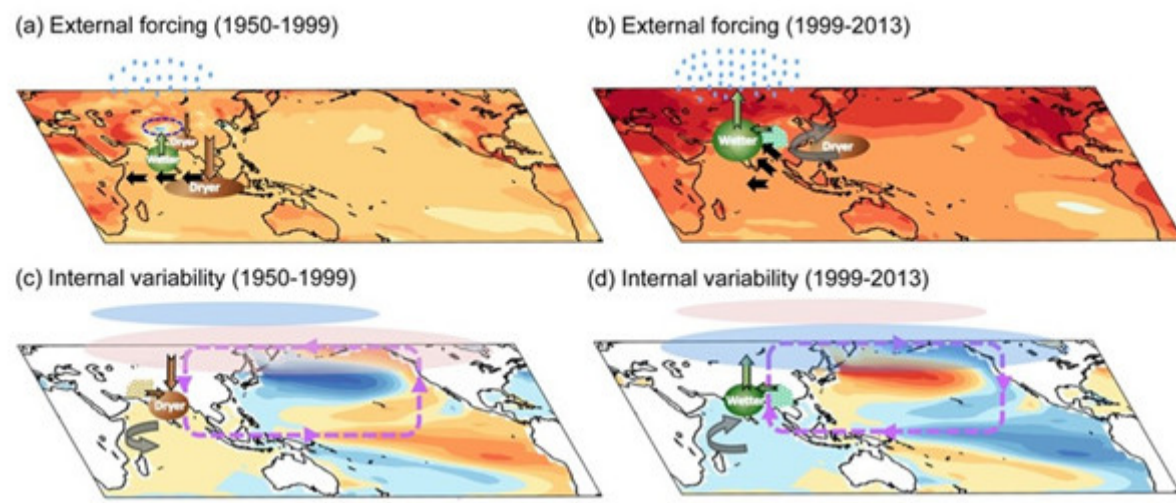 (a) External forcing (1950-1999)
(b) External forcing (1999-2013)
Dryer
Wetter
Dryer
Wetter
Dryer
(c) Internal variability (1950-1999)
(d) Internal variability (1999-2013)
Dryer
Wetter